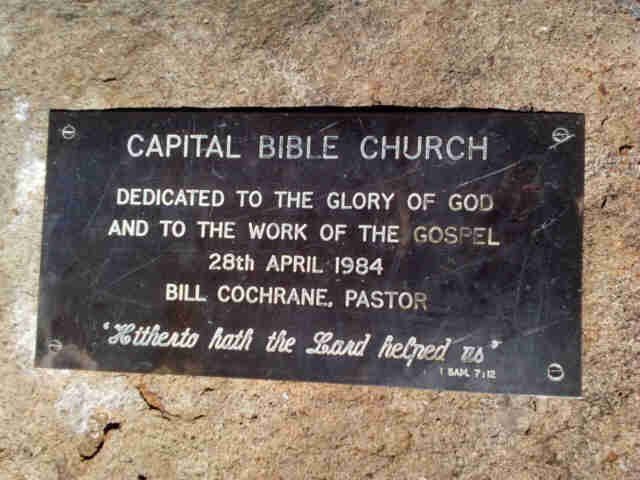 CAPITAL BIBLE CHURCH
DEDICATED TO THE GLORY OF GOD
AND TO THE WORK OF THE GOSPEL
28th APRIL 1984
BILL COCHRANE, PASTOR
"Hitherto hath the Lord helped us"
1 SAM. 7:12